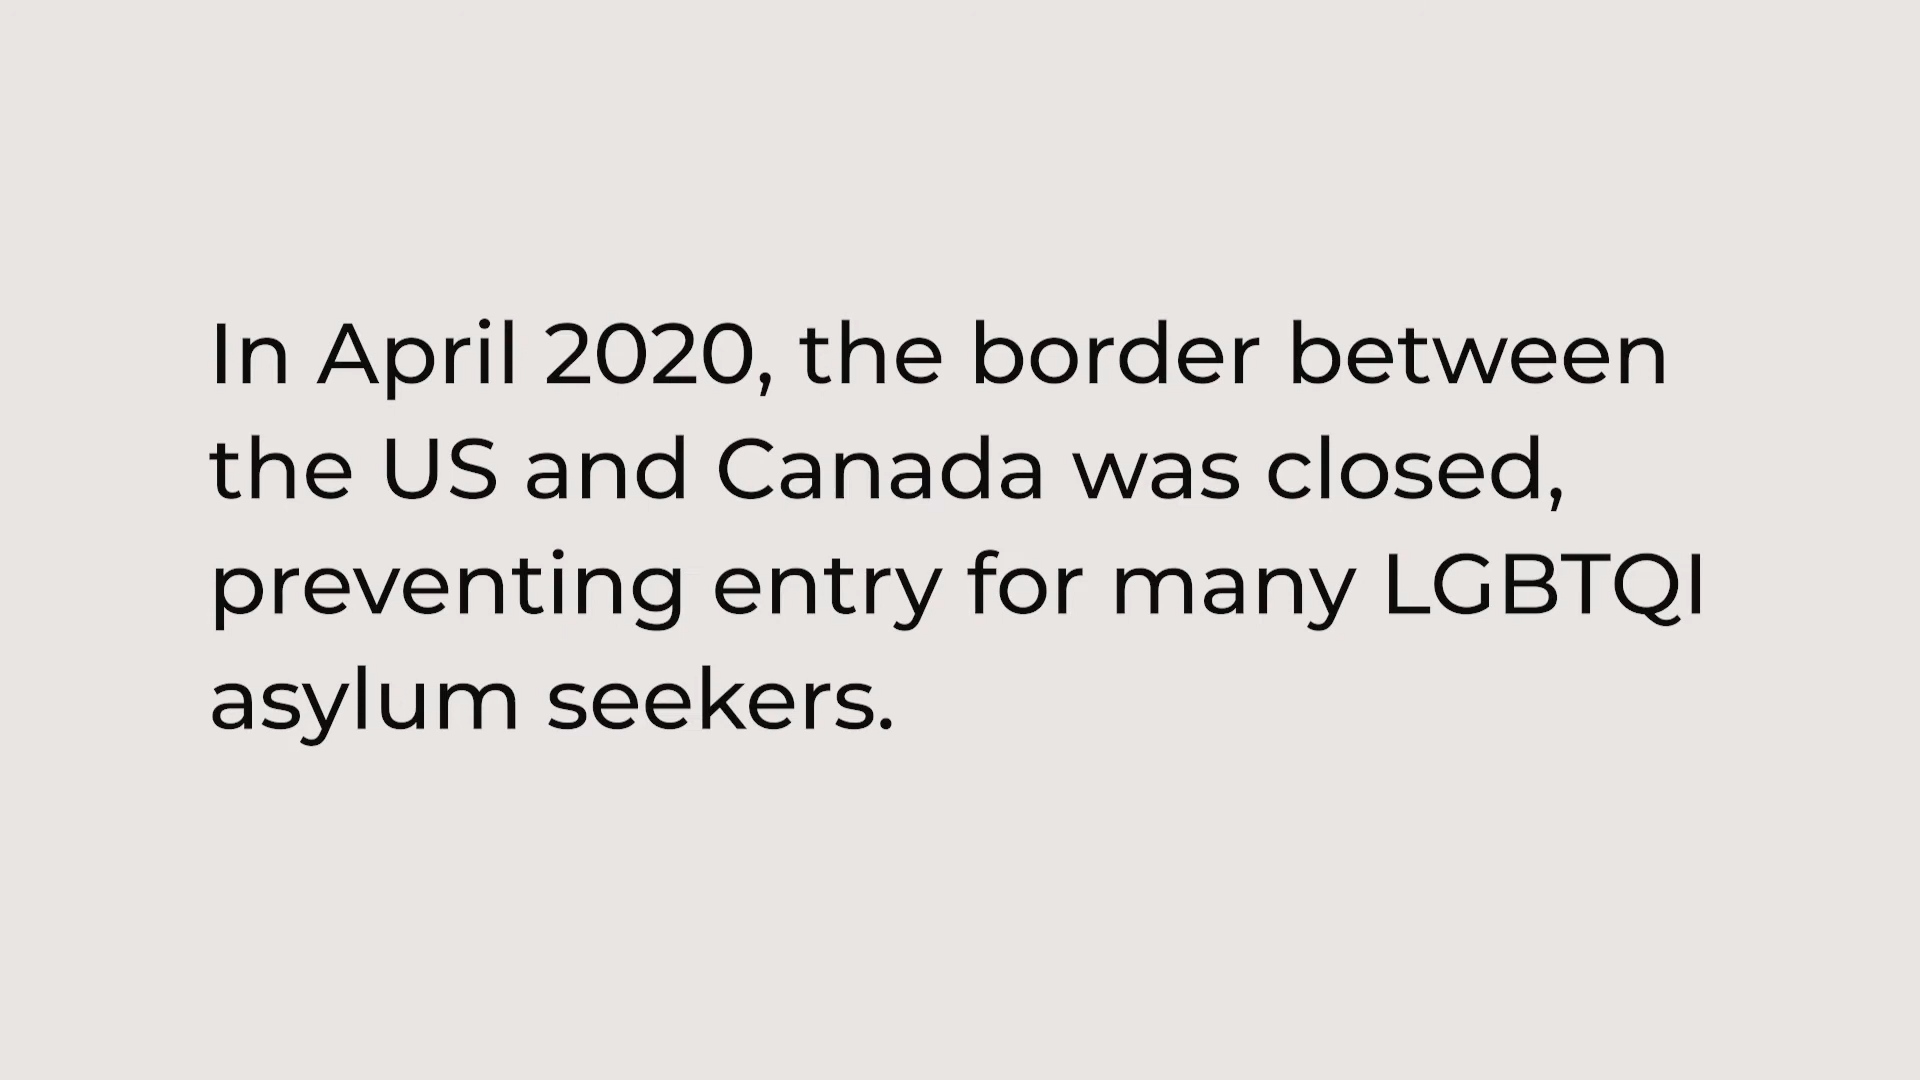 In April 2020, the border between
the US and Canada was closed,
preventing entry for many LGBTQI
asylum seekers.